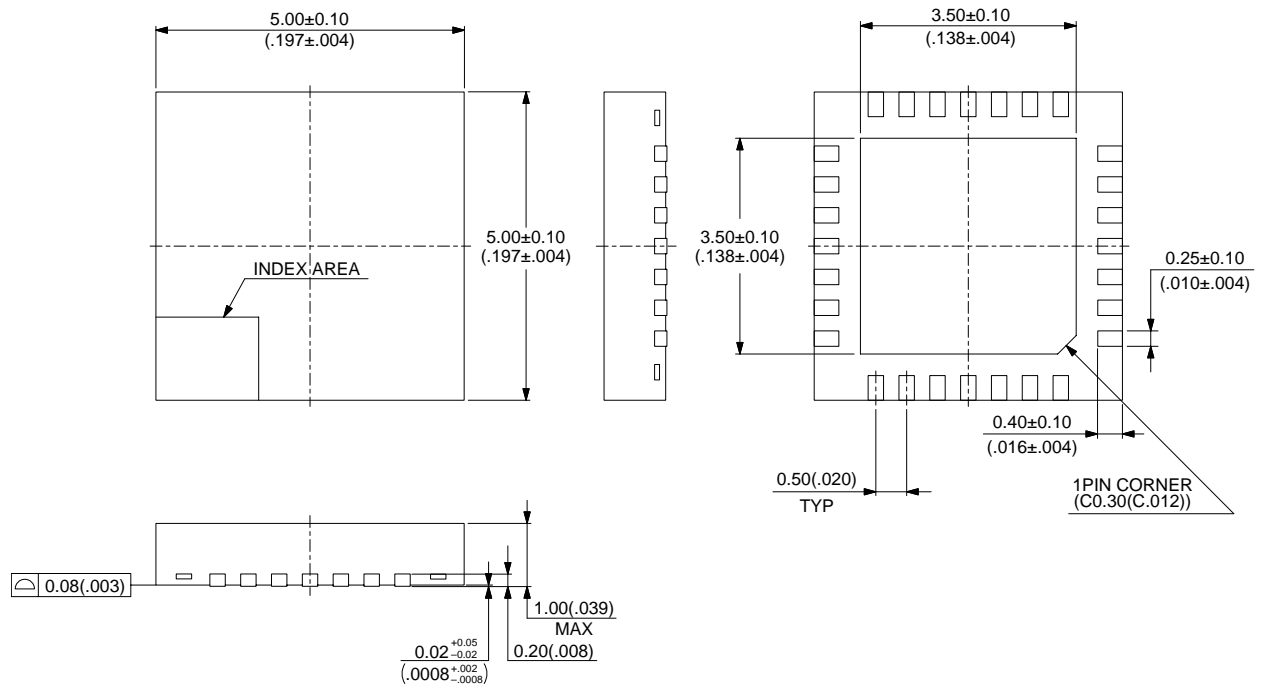 5.00±0.10
(.197±.004)
3.50±0.10
(.138±.004)
5.00±0.10
(.197±.004)
INDEX AREA
3.50±0.10
(.138±.004)
0.25±0.10
(.010±.004)
0.40±0.10
(.016±.004)
0.50(.020)
TYP
1PIN CORNER
(C0.30(C.012))
0.08(.003)
1.00(.039)
MAX
0.02 +0.05 –0.02
(.0008 +.002 –.0008)
0.20(.008)